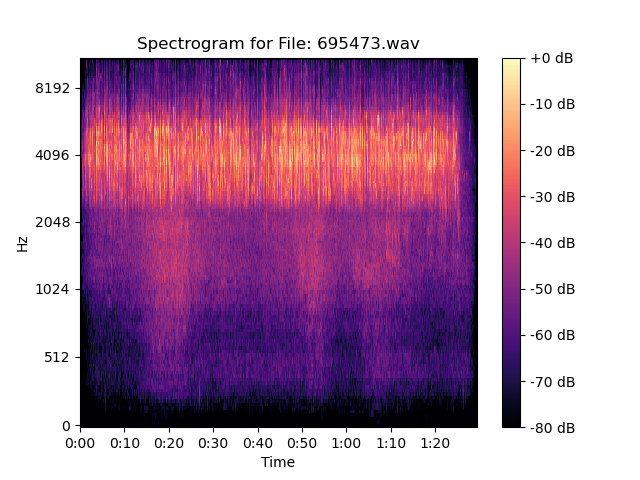 Spectrogram for File: 695473.wav
8192
4096
2048
1024
512
0
Hz
0:00 0:10 0:20 0:30 0:40 0:50 1:00 1:10 1:20
Time
+0 dB
-10 dB
-20 dB
-30 dB
-40 dB
-50 dB
-60 dB
-70 dB
-80 dB